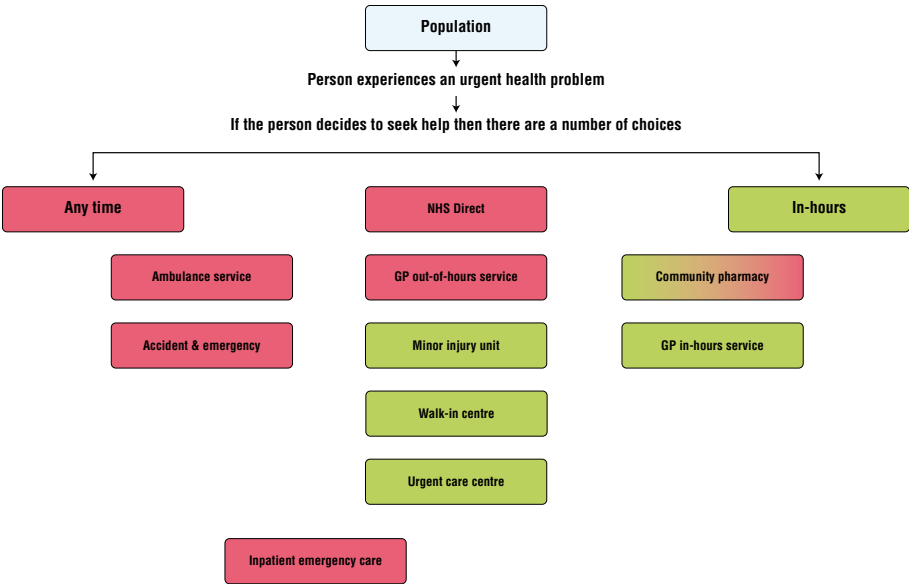 Population
Person experiences an urgent health problem
If the person decides to seek help then there are a number of choices
Any time
NHS Direct
In-hours
Ambulance service
GP out-of-hours service
Community pharmacy
Accident & emergency
Minor injury unit
GP in-hours service
Walk-in centre
Urgent care centre
Inpatient emergency care